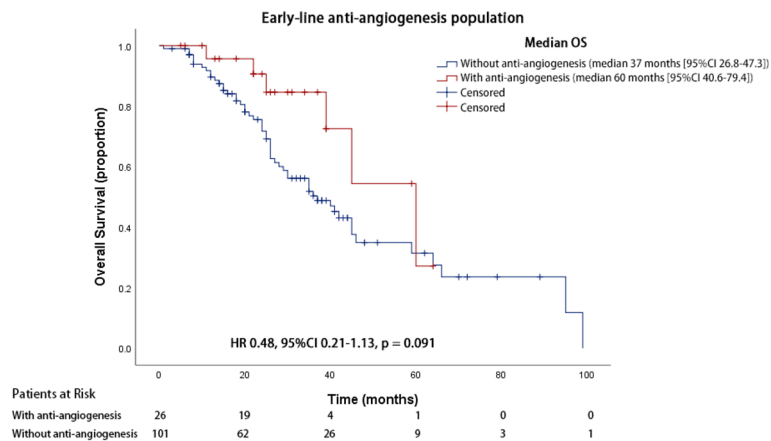 Early-line anti-angiogenesis population
Median OS
Without anti-angiogenesis (median 37 months [95%CI 26.8-47.3])
With anti-angiogenesis (median 60 months [95%CI 40.6-79.4])
Censored
Censored
Overall Survival (proportion)
1.0
0.8
0.6
0.4
0.2
0.0
HR 0.48, 95%CI 0.21-1.13, p = 0.091
0 20 40 60 80 100
Time (months)
Patients at Risk
With anti-angiogenesis 26 19 4 1 0 0
Without anti-angiogenesis 101 62 26 9 3 1